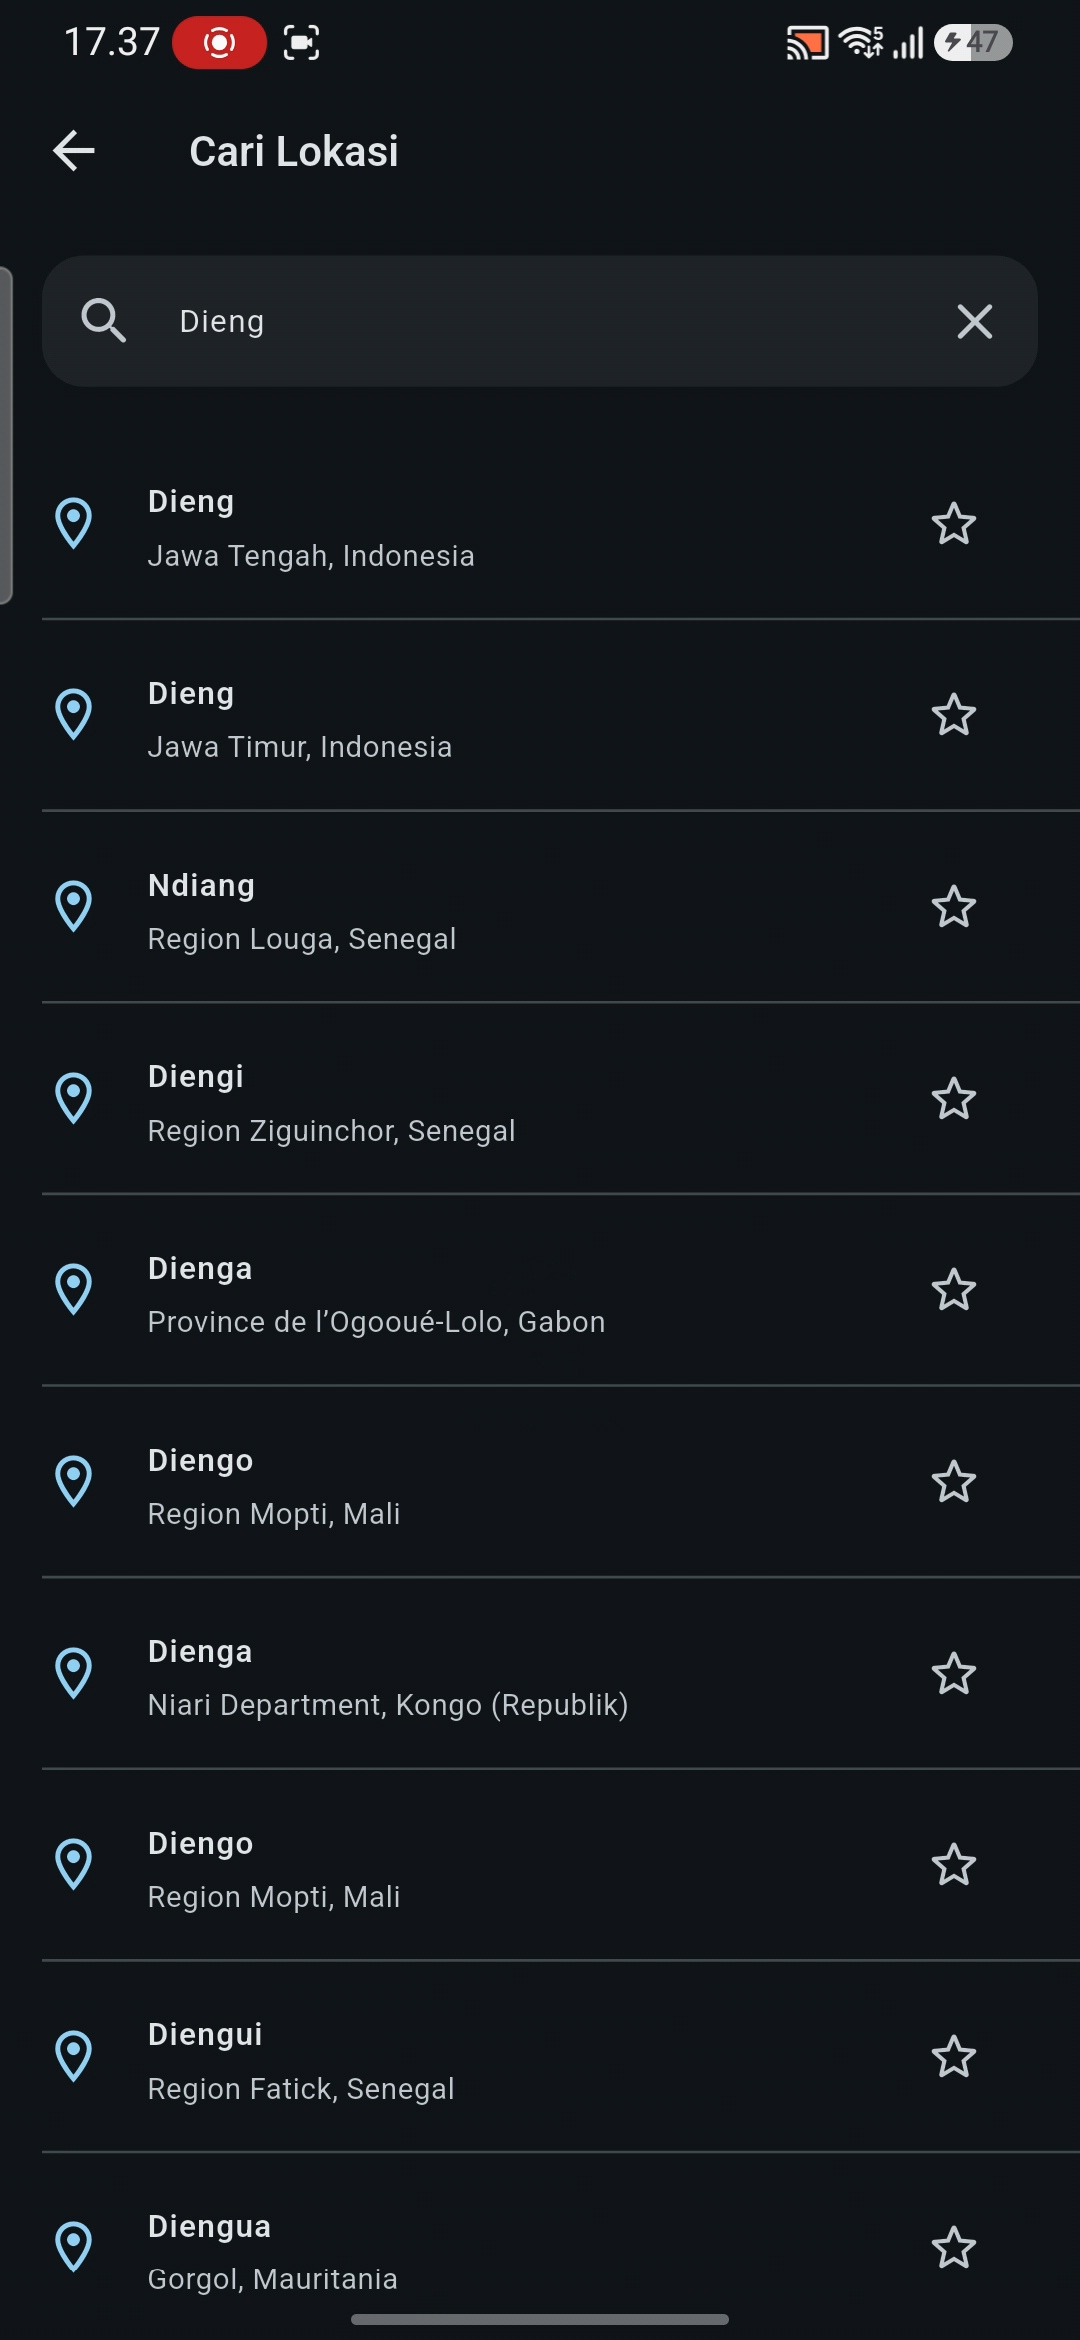 17.37
5
47
Cari Lokasi
Dieng
Dieng
Jawa Tengah, Indonesia
Dieng
Jawa Timur, Indonesia
Ndiang
Region Louga, Senegal
Diengi
Region Ziguinchor, Senegal
Dienga
Province de l’Ogooué-Lolo, Gabon
Diengo
Region Mopti, Mali
Dienga
Niari Department, Kongo (Republik)
Diengo
Region Mopti, Mali
Diengui
Region Fatick, Senegal
Diengua
Gorgol, Mauritania